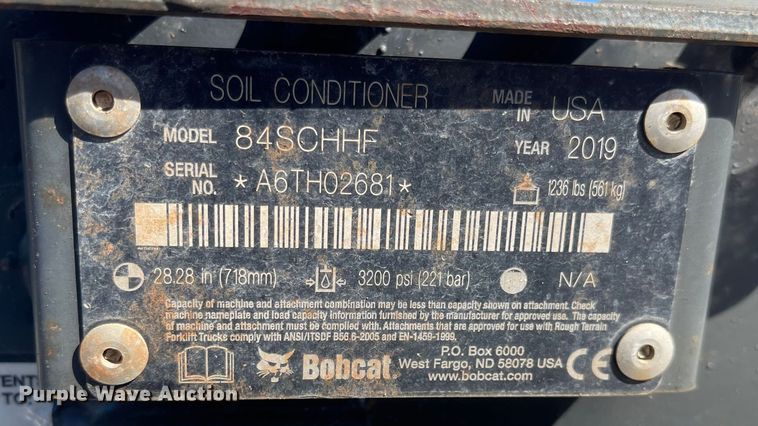 SOIL CONDITIONER MADE IN USA
MODEL 84SCHHF YEAR 2019
SERIAL NO. *A6TH02681* 1236 lbs (561 kg)
28.28 in (718mm) 3200 psi (221 bar) N/A
Capacity of machine and attachment combination may be less than capacity shown on attachment. Check
machine nameplate and load capacity information furnished by the manufacturer for approved use. The capacity
of machine and attachment must be complied with. Attachments that are approved for use with Rough Terrain
Forklift Trucks comply with ANSI/ITSDF B56.6-2005 and EN-1459-1999.
Bobcat.
P.O. Box 6000
West Fargo, ND 58078 USA
www.bobcat.com
CE
TO:
Purple Wave Auction